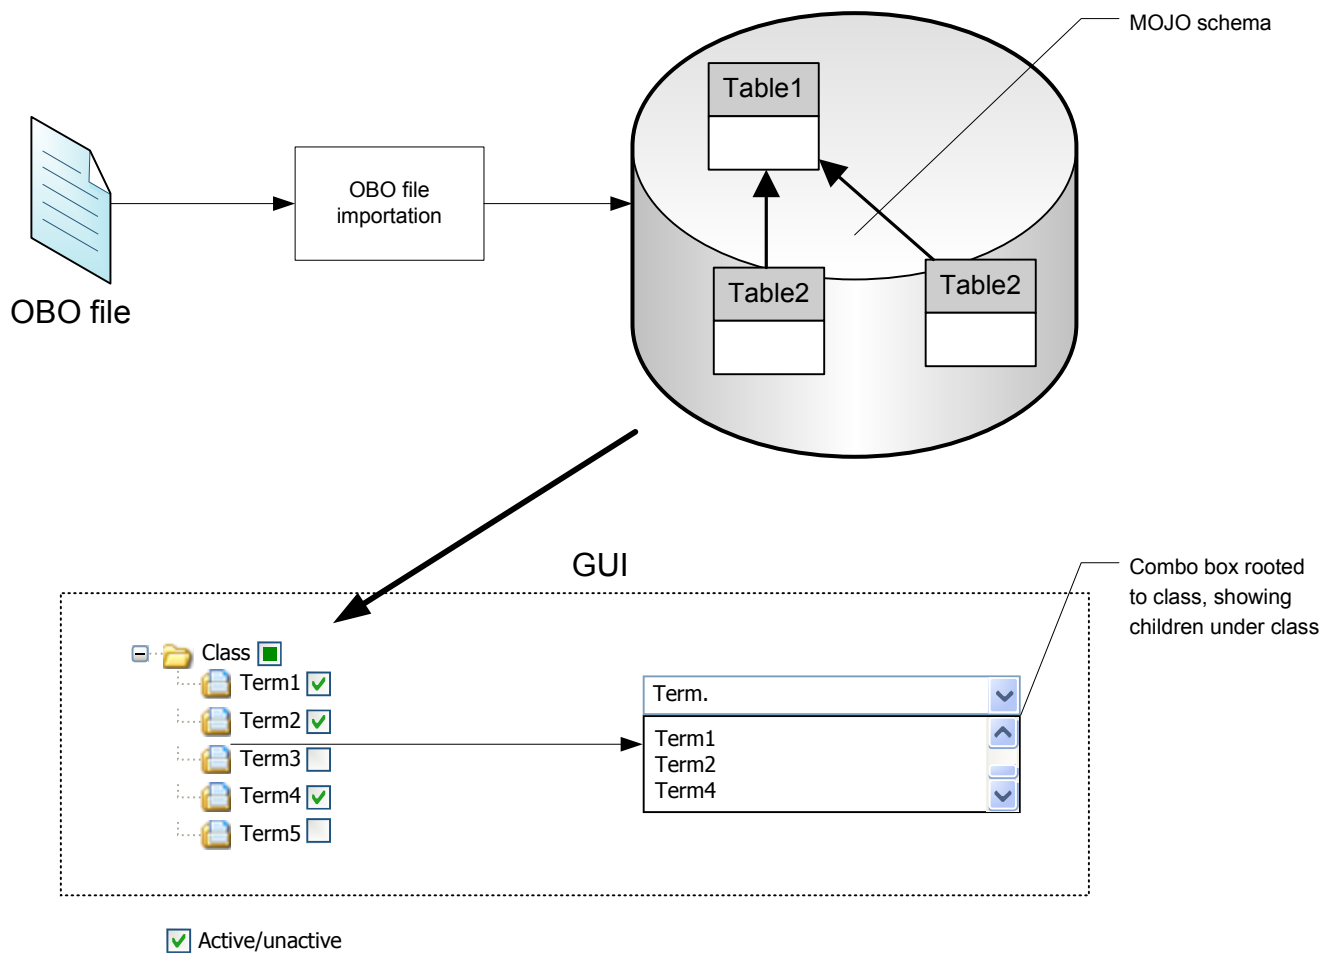 MOJO schema
Table1
OBO file
importation
Table2
Table2
OBO file
GUI
Combo box rooted
to class, showing
children under class
Class
Term1
Term2
Term3
Term4
Term5
Term.
Term1
Term2
Term4
Active/unactive